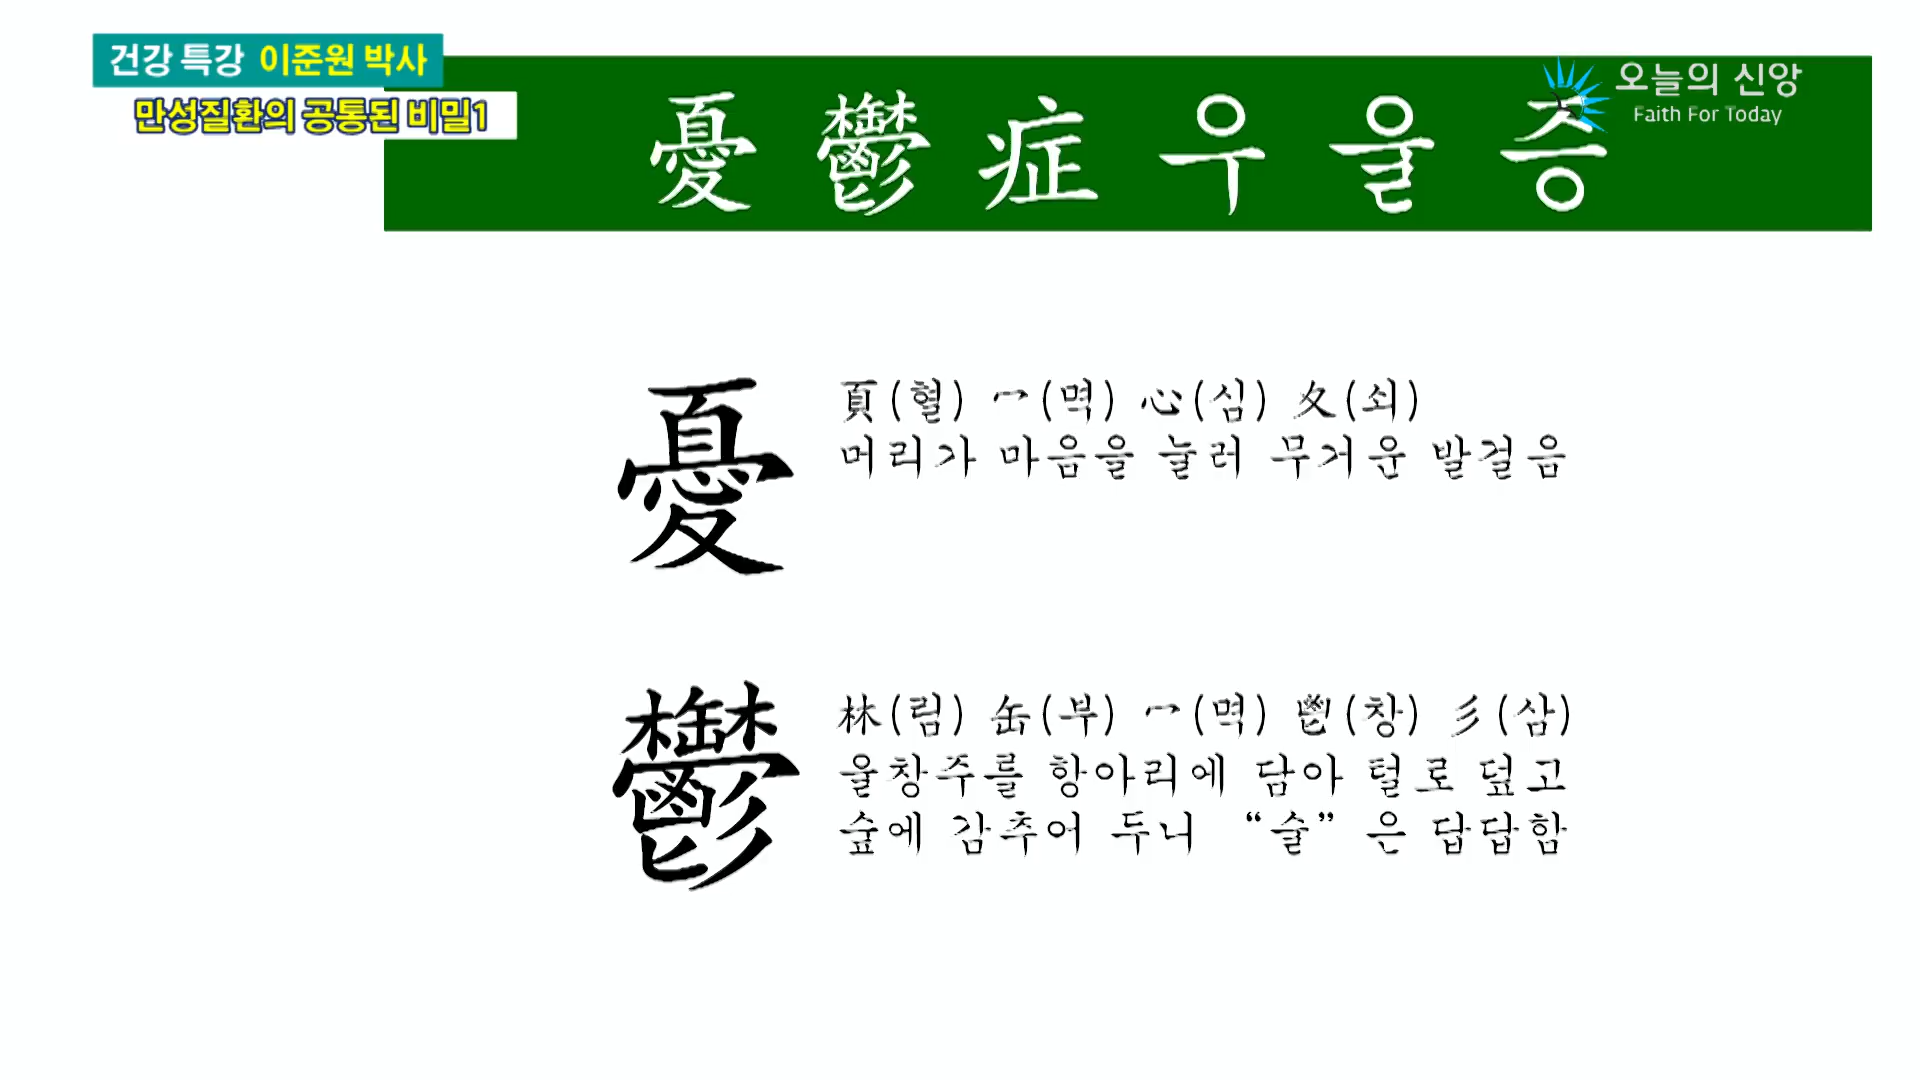 건강 특강 이준원 박사
만성질환의 공통된 비밀1
오늘의 신앙
Faith For Today
憂鬱症우울증
憂
頁(혈) 冖(멱) 心(심) 夊(쇠)
머리가 마음을 눌러 무거운 발걸음
鬱
林(림) 缶(부) 冖(멱) 鬯(창) 彡(삼)
울창주를 항아리에 담아 털로 덮고
숲에 감추어 두니 “술”은 답답함